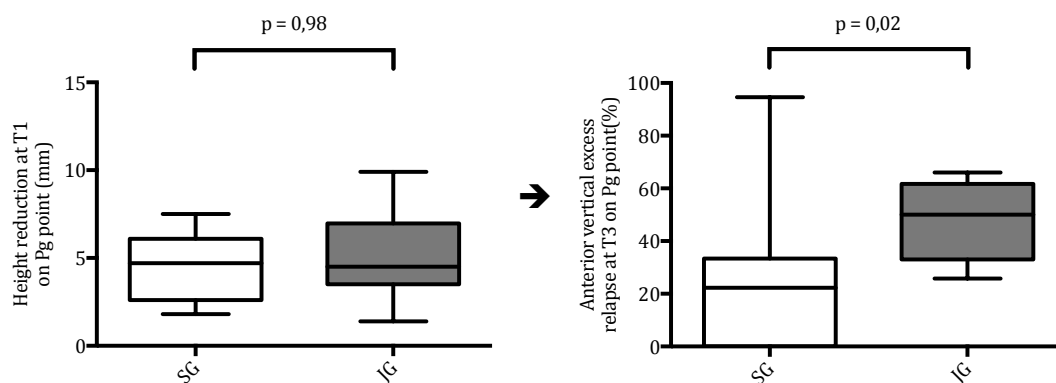 p = 0,98
Height reduction at T1
on Pg point (mm)
15
10
5
0
SG
JG
➔
p = 0,02
Anterior vertical excess
relapse at T3 on Pg point(%)
100
80
60
40
20
0
SG
JG